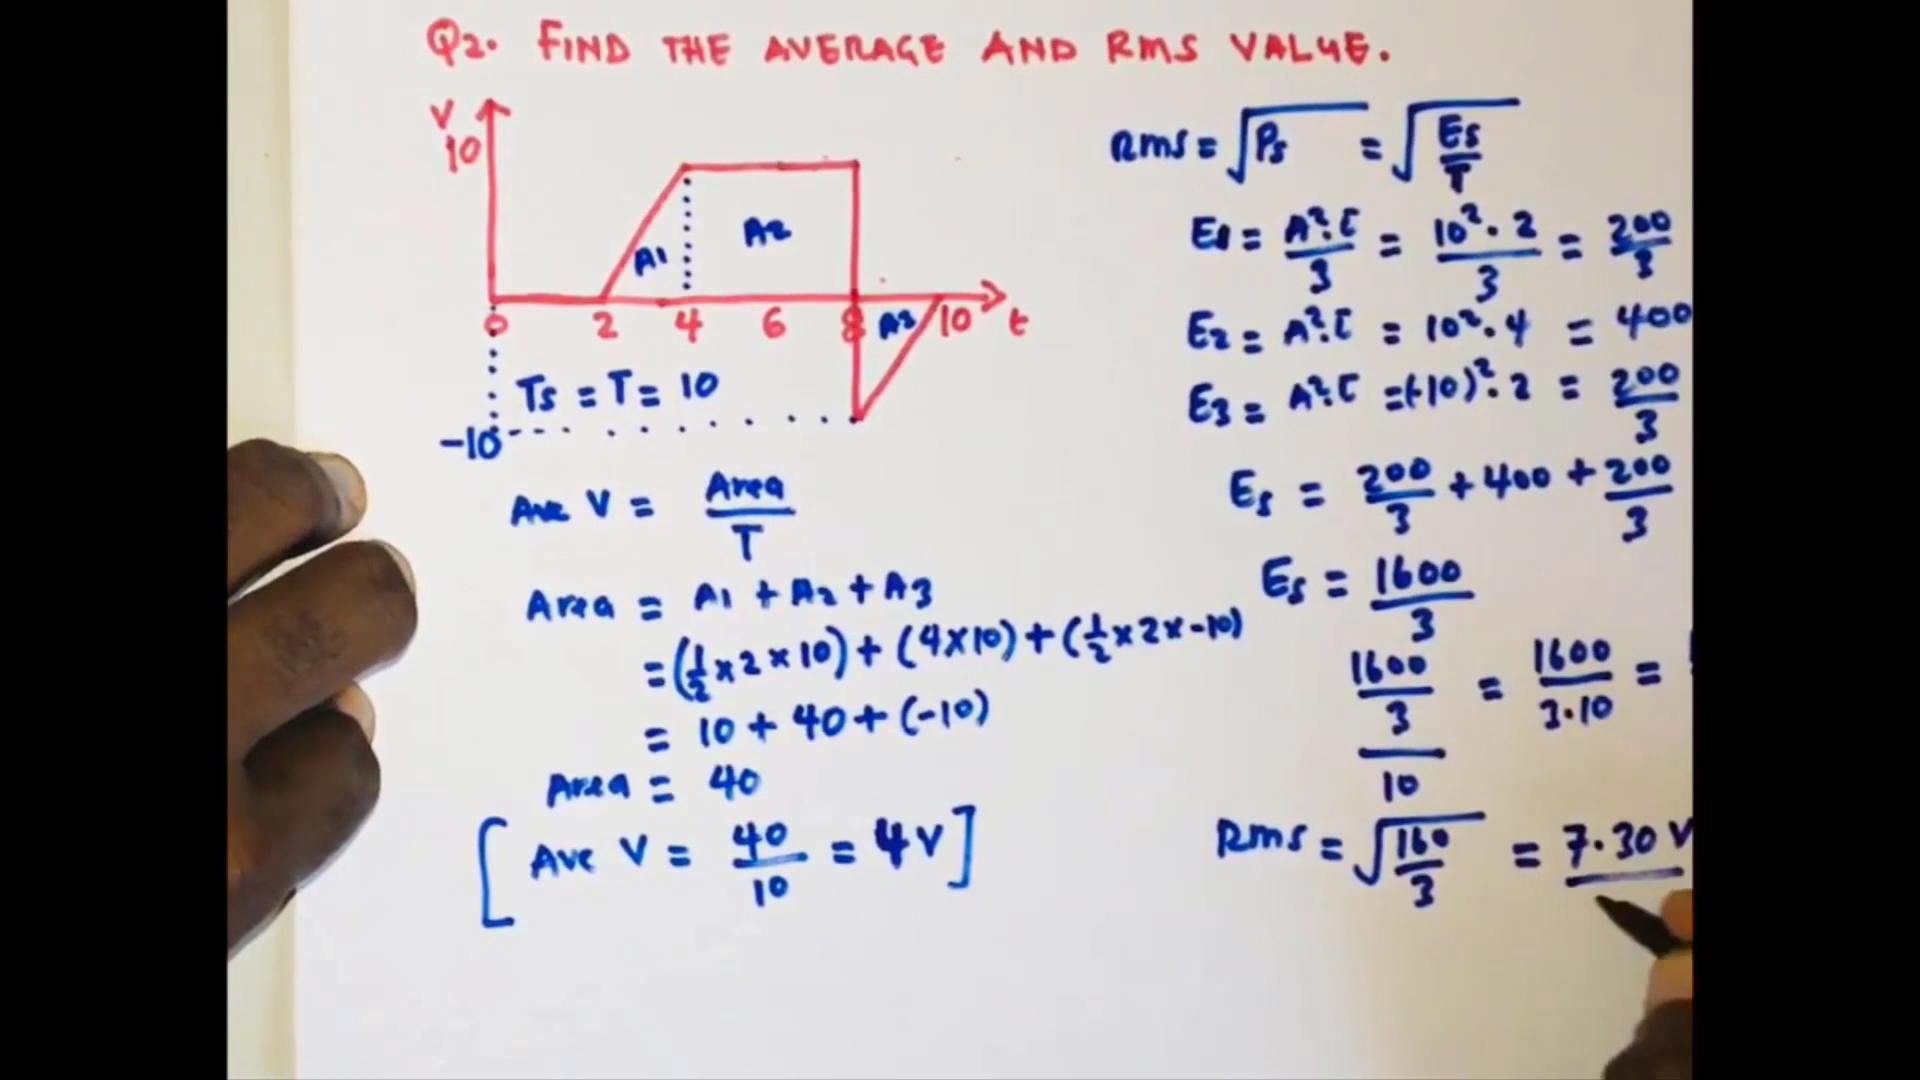 Q2. FIND THE AVERAGE AND RMS VALUE.
V
10
A1
A2
0 2 4 6 8 A3 10 t
Ts = T = 10
-10
Ave V = Area / T
Area = A1 + A2 + A3
= (1/2 x 2 x 10) + (4 x 10) + (1/2 x 2 x -10)
= 10 + 40 + (-10)
Area = 40
[ Ave V = 40/10 = 4 V ]
Rms = √Ps = √(Es/T)
E1 = A².τ/3 = 10².2/3 = 200/3
E2 = A².τ = 10².4 = 400
E3 = A².τ = (-10)².2 = 200/3
Es = 200/3 + 400 + 200/3
Es = 1600/3
1600/3 / 10 = 1600/3.10 =
Rms = √(160/3) = 7.30 V